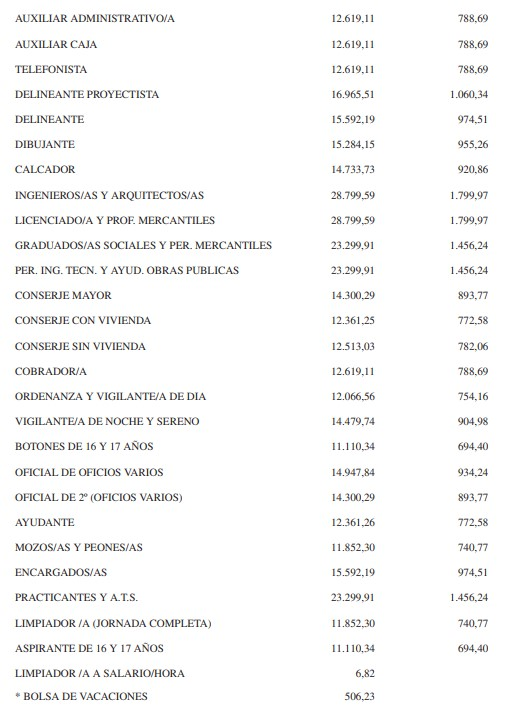 AUXILIAR ADMINISTRATIVO/A 12.619,11 788,69
AUXILIAR CAJA 12.619,11 788,69
TELEFONISTA 12.619,11 788,69
DELINEANTE PROYECTISTA 16.965,51 1.060,34
DELINEANTE 15.592,19 974,51
DIBUJANTE 15.284,15 955,26
CALCADOR 14.733,73 920,86
INGENIEROS/AS Y ARQUITECTOS/AS 28.799,59 1.799,97
LICENCIADO/A Y PROF. MERCANTILES 28.799,59 1.799,97
GRADUADOS/AS SOCIALES Y PER. MERCANTILES 23.299,91 1.456,24
PER. ING. TECN. Y AYUD. OBRAS PUBLICAS 23.299,91 1.456,24
CONSERJE MAYOR 14.300,29 893,77
CONSERJE CON VIVIENDA 12.361,25 772,58
CONSERJE SIN VIVIENDA 12.513,03 782,06
COBRADOR/A 12.619,11 788,69
ORDENANZA Y VIGILANTE/A DE DIA 12.066,56 754,16
VIGILANTE/A DE NOCHE Y SERENO 14.479,74 904,98
BOTONES DE 16 Y 17 AÑOS 11.110,34 694,40
OFICIAL DE OFICIOS VARIOS 14.947,84 934,24
OFICIAL DE 2º (OFICIOS VARIOS) 14.300,29 893,77
AYUDANTE 12.361,26 772,58
MOZOS/AS Y PEONES/AS 11.852,30 740,77
ENCARGADOS/AS 15.592,19 974,51
PRACTICANTES Y A.T.S. 23.299,91 1.456,24
LIMPIADOR /A (JORNADA COMPLETA) 11.852,30 740,77
ASPIRANTE DE 16 Y 17 AÑOS 11.110,34 694,40
LIMPIADOR /A A SALARIO/HORA 6,82
* BOLSA DE VACACIONES 506,23